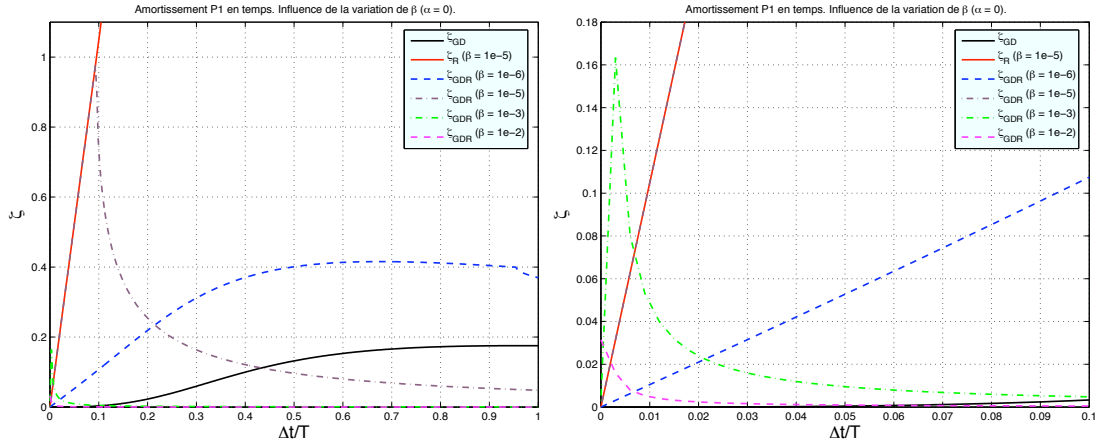 Amortissement P1 en temps. Influence de la variation de β (α = 0).
ζGD
ζR (β = 1e−5)
ζGDR (β = 1e−6)
ζGDR (β = 1e−5)
ζGDR (β = 1e−3)
ζGDR (β = 1e−2)
1
0.8
0.6
0.4
0.2
0
ζ
0 0.1 0.2 0.3 0.4 0.5 0.6 0.7 0.8 0.9 1
Δt/T
Amortissement P1 en temps. Influence de la variation de β (α = 0).
ζGD
ζR (β = 1e−5)
ζGDR (β = 1e−6)
ζGDR (β = 1e−5)
ζGDR (β = 1e−3)
ζGDR (β = 1e−2)
0.18
0.16
0.14
0.12
0.1
0.08
0.06
0.04
0.02
0
ζ
0 0.01 0.02 0.03 0.04 0.05 0.06 0.07 0.08 0.09 0.1
Δt/T